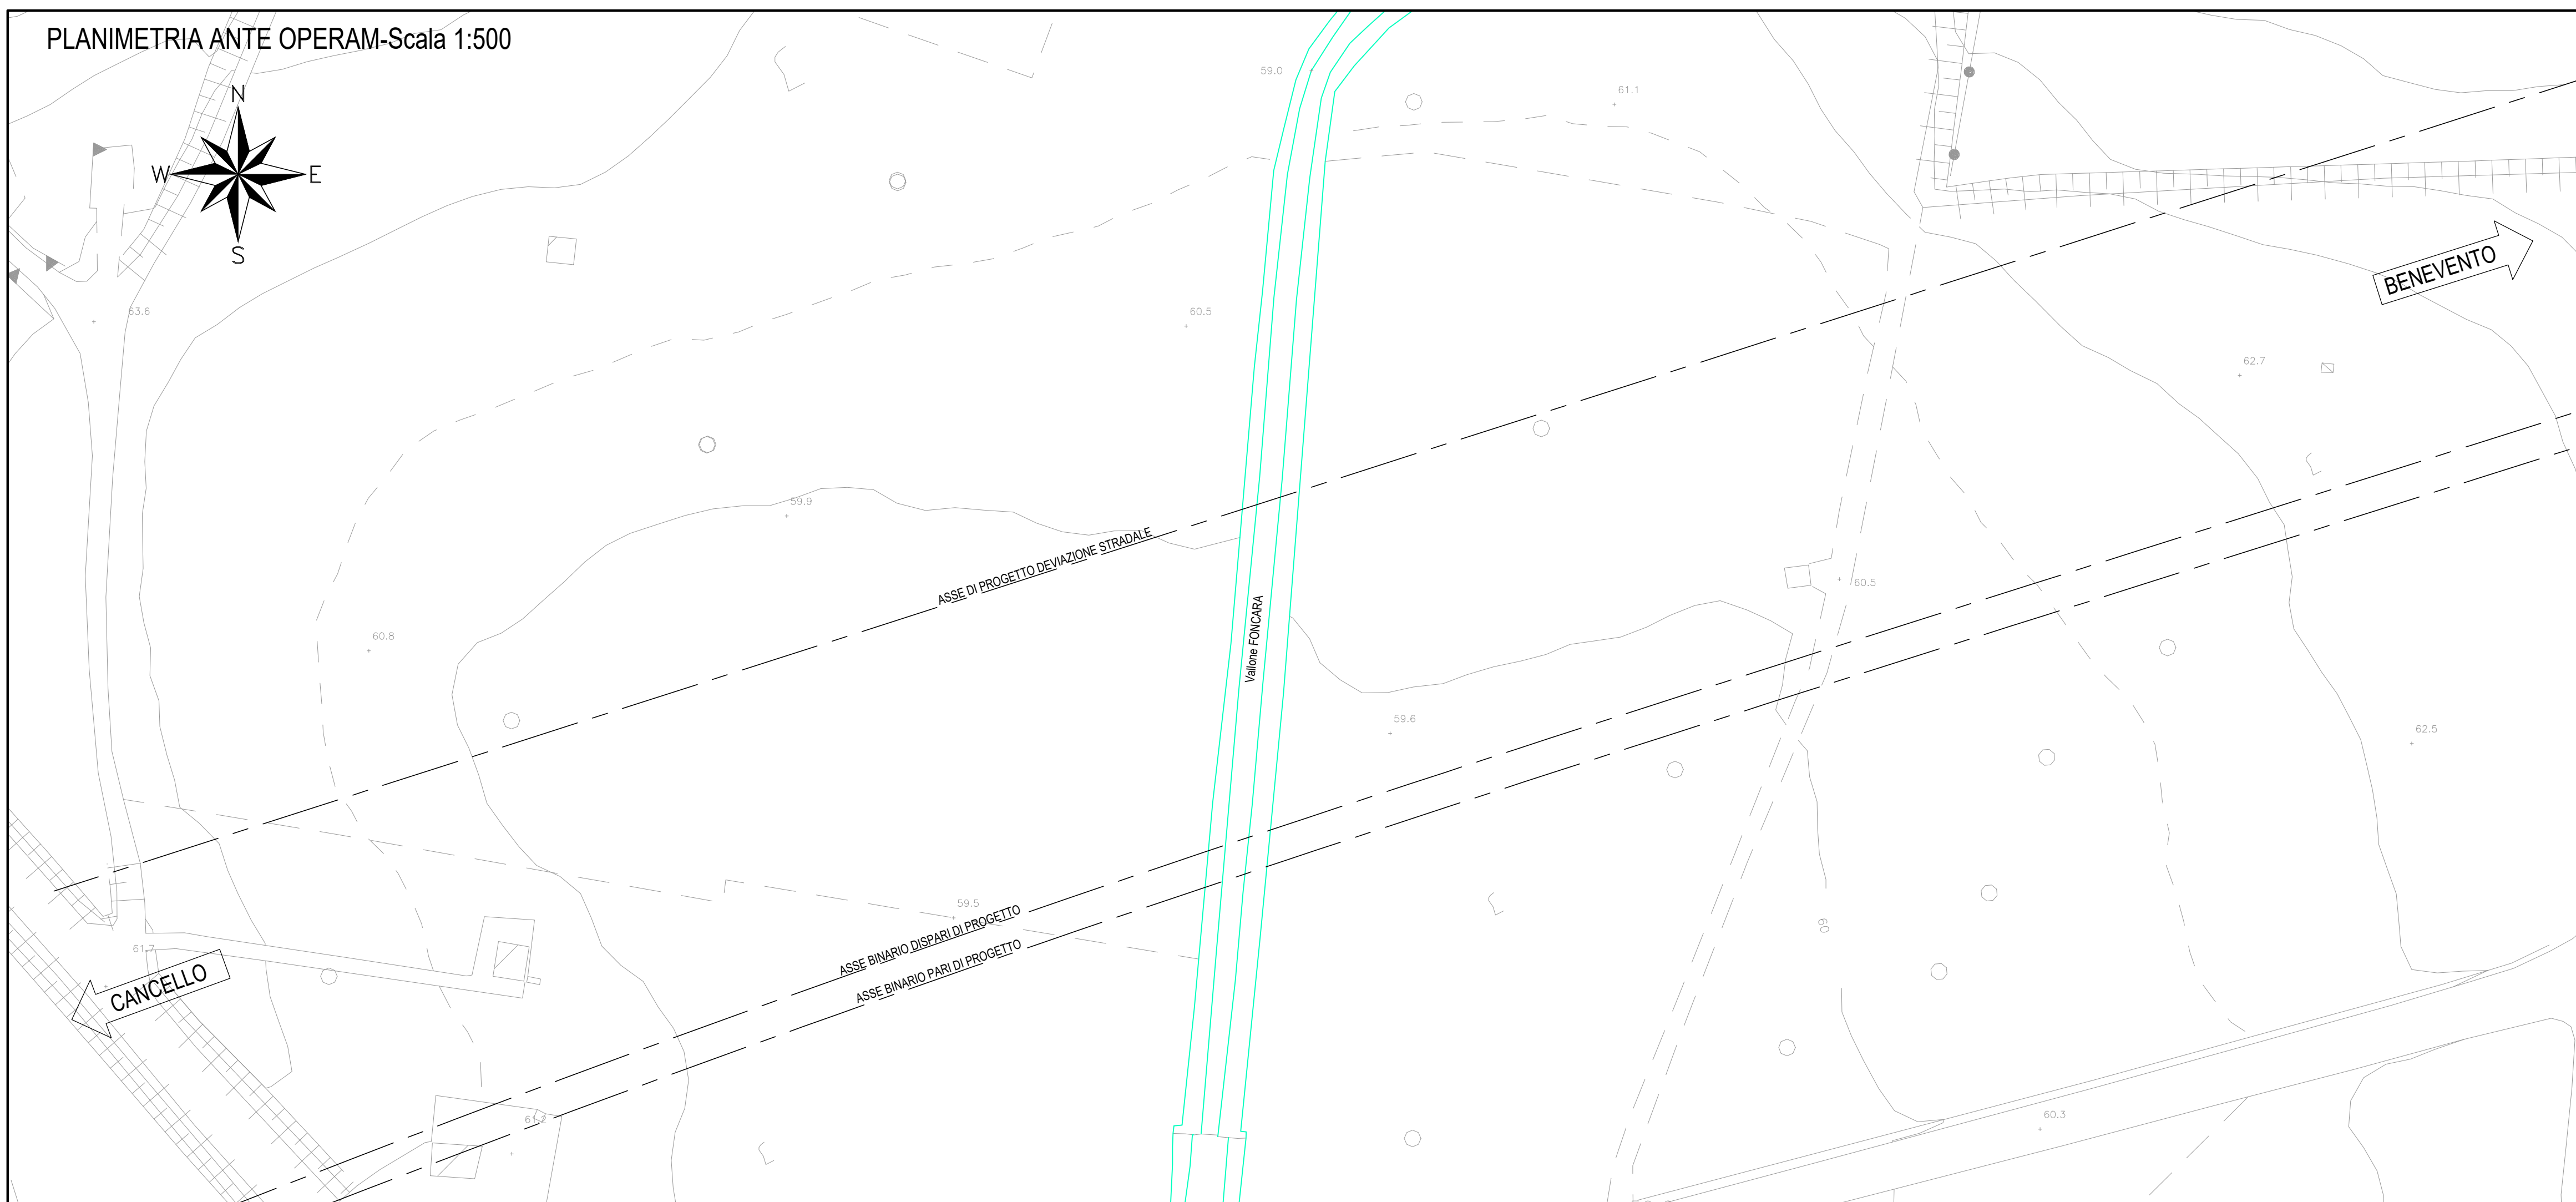 PLANIMETRIA ANTE OPERAM-Scala 1:500
N
W
E
S
59.0
61.1
BENEVENTO
63.6
60.5
62.7
59.9
ASSE DI PROGETTO DEVIAZIONE STRADALE
60.5
Vallone FONCARA
60.8
59.6
62.5
59.5
ASSE BINARIO DISPARI DI PROGETTO
60
61.7
ASSE BINARIO PARI DI PROGETTO
CANCELLO
61.2
60.3